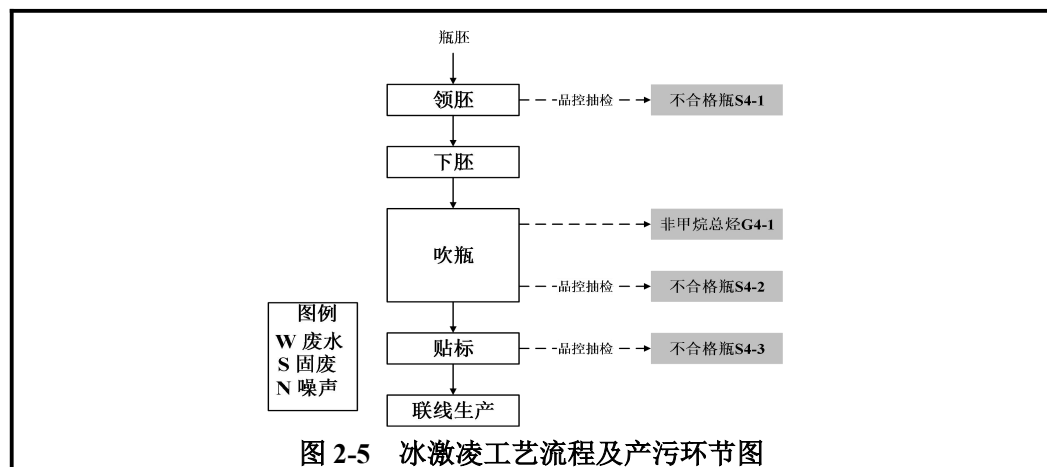 瓶胚
领胚
品控抽检
不合格瓶S4-1
下胚
吹瓶
非甲烷总烃G4-1
品控抽检
不合格瓶S4-2
贴标
品控抽检
不合格瓶S4-3
联线生产
图例
W 废水
S 固废
N 噪声
图 2-5 冰激凌工艺流程及产污环节图